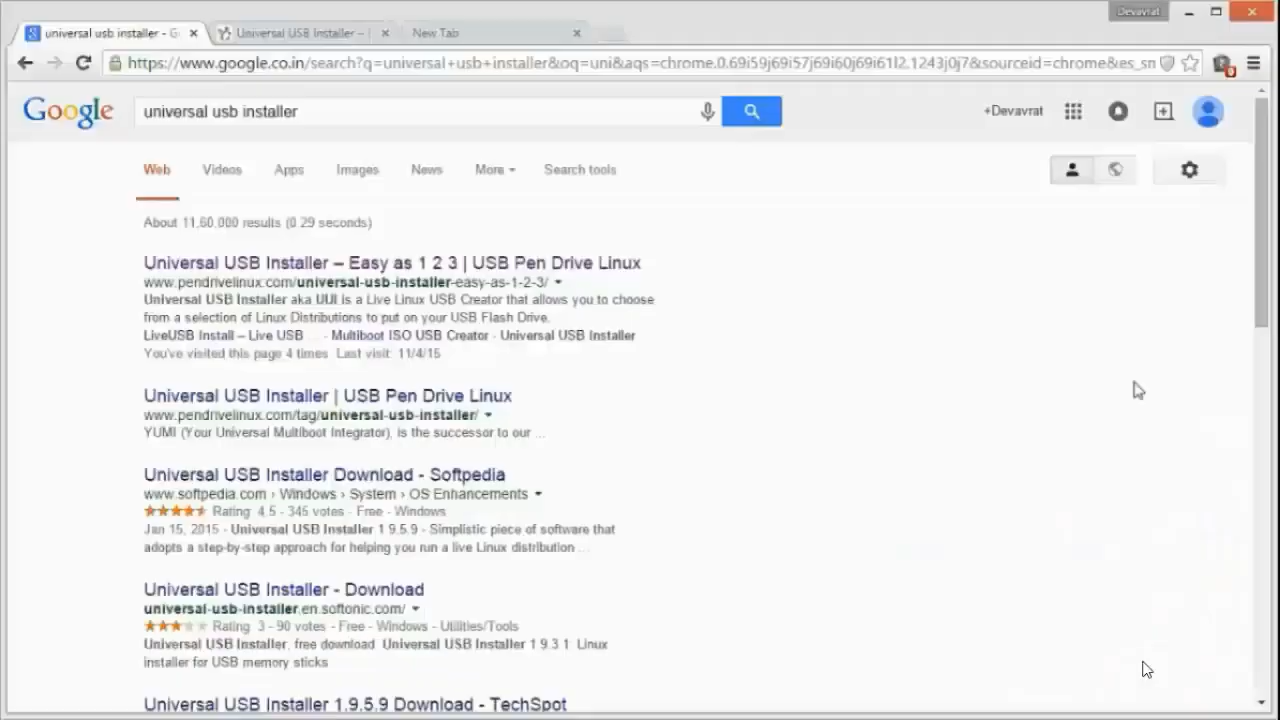 Devavrat
universal usb installer - G
Universal USB Installer – |
New Tab
https://www.google.co.in/search?q=universal+usb+installer&oq=uni&aqs=chrome.0.69i59j69i57j69i60j69i61l2.1243j0j7&sourceid=chrome&es_sm
Google
universal usb installer
+Devavrat
Web
Videos
Apps
Images
News
More
Search tools
About 11,60,000 results (0.29 seconds)
Universal USB Installer – Easy as 1 2 3 | USB Pen Drive Linux
www.pendrivelinux.com/universal-usb-installer-easy-as-1-2-3/
Universal USB Installer aka UUI is a Live Linux USB Creator that allows you to choose
from a selection of Linux Distributions to put on your USB Flash Drive.
LiveUSB Install – Live USB ... - Multiboot ISO USB Creator - Universal USB Installer
You've visited this page 4 times. Last visit: 11/4/15
Universal USB Installer | USB Pen Drive Linux
www.pendrivelinux.com/tag/universal-usb-installer/
YUMI (Your Universal Multiboot Integrator), is the successor to our ...
Universal USB Installer Download - Softpedia
www.softpedia.com › Windows › System › OS Enhancements
Rating: 4.5 - 345 votes - Free - Windows
Jan 15, 2015 - Universal USB Installer 1.9.5.9 - Simplistic piece of software that
adopts a step-by-step approach for helping you run a live Linux distribution ...
Universal USB Installer - Download
universal-usb-installer.en.softonic.com/
Rating: 3 - 90 votes - Free - Windows - Utilities/Tools
Universal USB Installer, free download. Universal USB Installer 1.9.3.1: Linux
installer for USB memory sticks
Universal USB Installer 1.9.5.9 Download - TechSpot